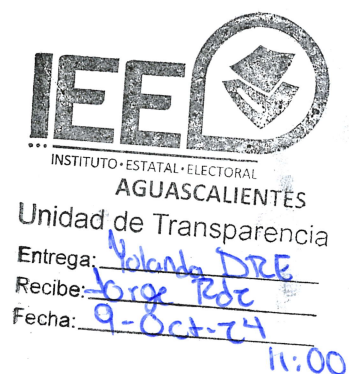 IEE
INSTITUTO•ESTATAL•ELECTORAL
AGUASCALIENTES
Unidad de Transparencia
Entrega: Yolanda DRE
Recibe: Jorge Rdz
Fecha: 9-Oct-24
11:00